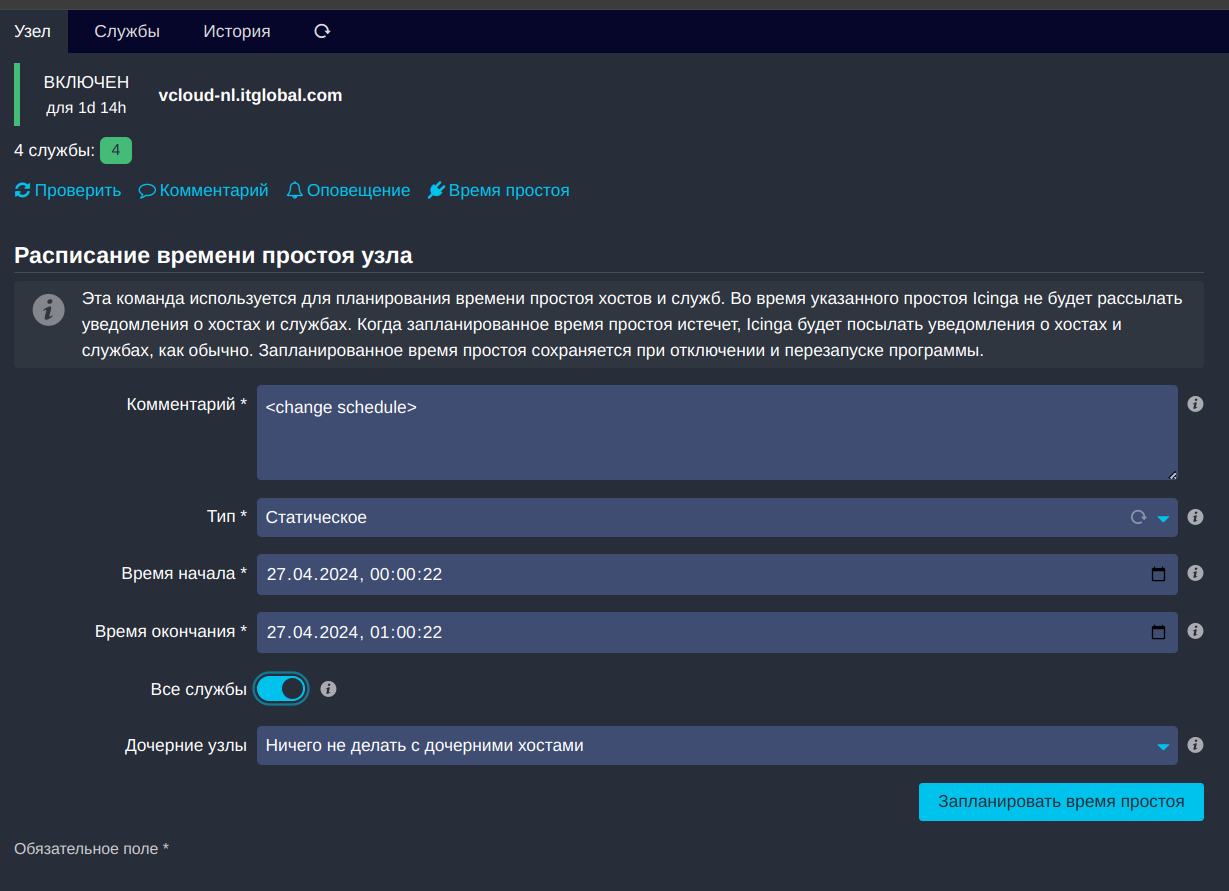 Узел Службы История
ВКЛЮЧЕН
для 1d 14h
vcloud-nl.itglobal.com
4 службы: 4
Проверить Комментарий Оповещение Время простоя
Расписание времени простоя узла
Эта команда используется для планирования времени простоя хостов и служб. Во время указанного простоя Icinga не будет рассылать
уведомления о хостах и службах. Когда запланированное время простоя истечет, Icinga будет посылать уведомления о хостах и
службах, как обычно. Запланированное время простоя сохраняется при отключении и перезапуске программы.
Комментарий * <change schedule>
Тип * Статическое
Время начала * 27.04.2024, 00:00:22
Время окончания * 27.04.2024, 01:00:22
Все службы
Дочерние узлы Ничего не делать с дочерними хостами
Запланировать время простоя
Обязательное поле *